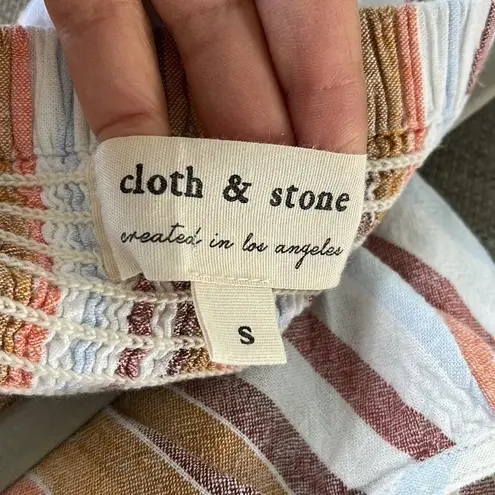 cloth & stone
created in los angeles
S